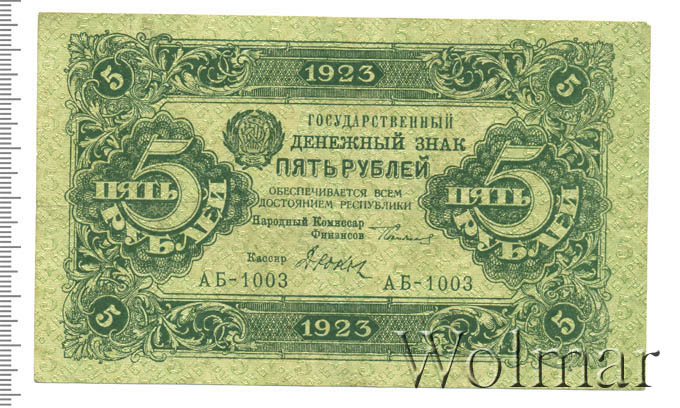 5 1923 5
ГОСУДАРСТВЕННЫЙ
ДЕНЕЖНЫЙ ЗНАК
ПЯТЬ РУБЛЕЙ
ОБЕСПЕЧИВАЕТСЯ ВСЕМ
ДОСТОЯНИЕМ РЕСПУБЛИКИ
5 ПЯТЬ РУБЛЕЙ
5 ПЯТЬ РУБЛЕЙ
Народный Комиссар
Финансов
Кассир
АБ-1003 АБ-1003
5 1923 5
Wolmar